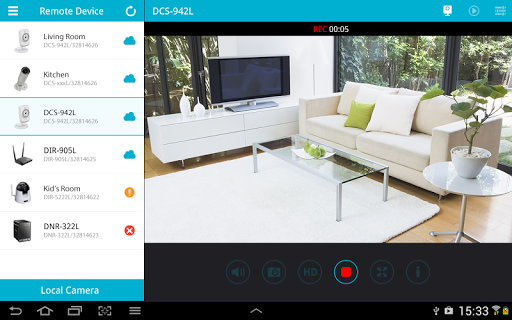 Remote Device
DCS-942L
REC 00:05
Living Room
DCS-942L/32814626
Kitchen
DCS-xxxL/32814626
DCS-942L
DCS-942L/32814626
DIR-905L
DIR-905L/32814625
Kid's Room
DIR-5222L/32814622
DNR-322L
DNR-322L/32814623
HD
Local Camera
15:33